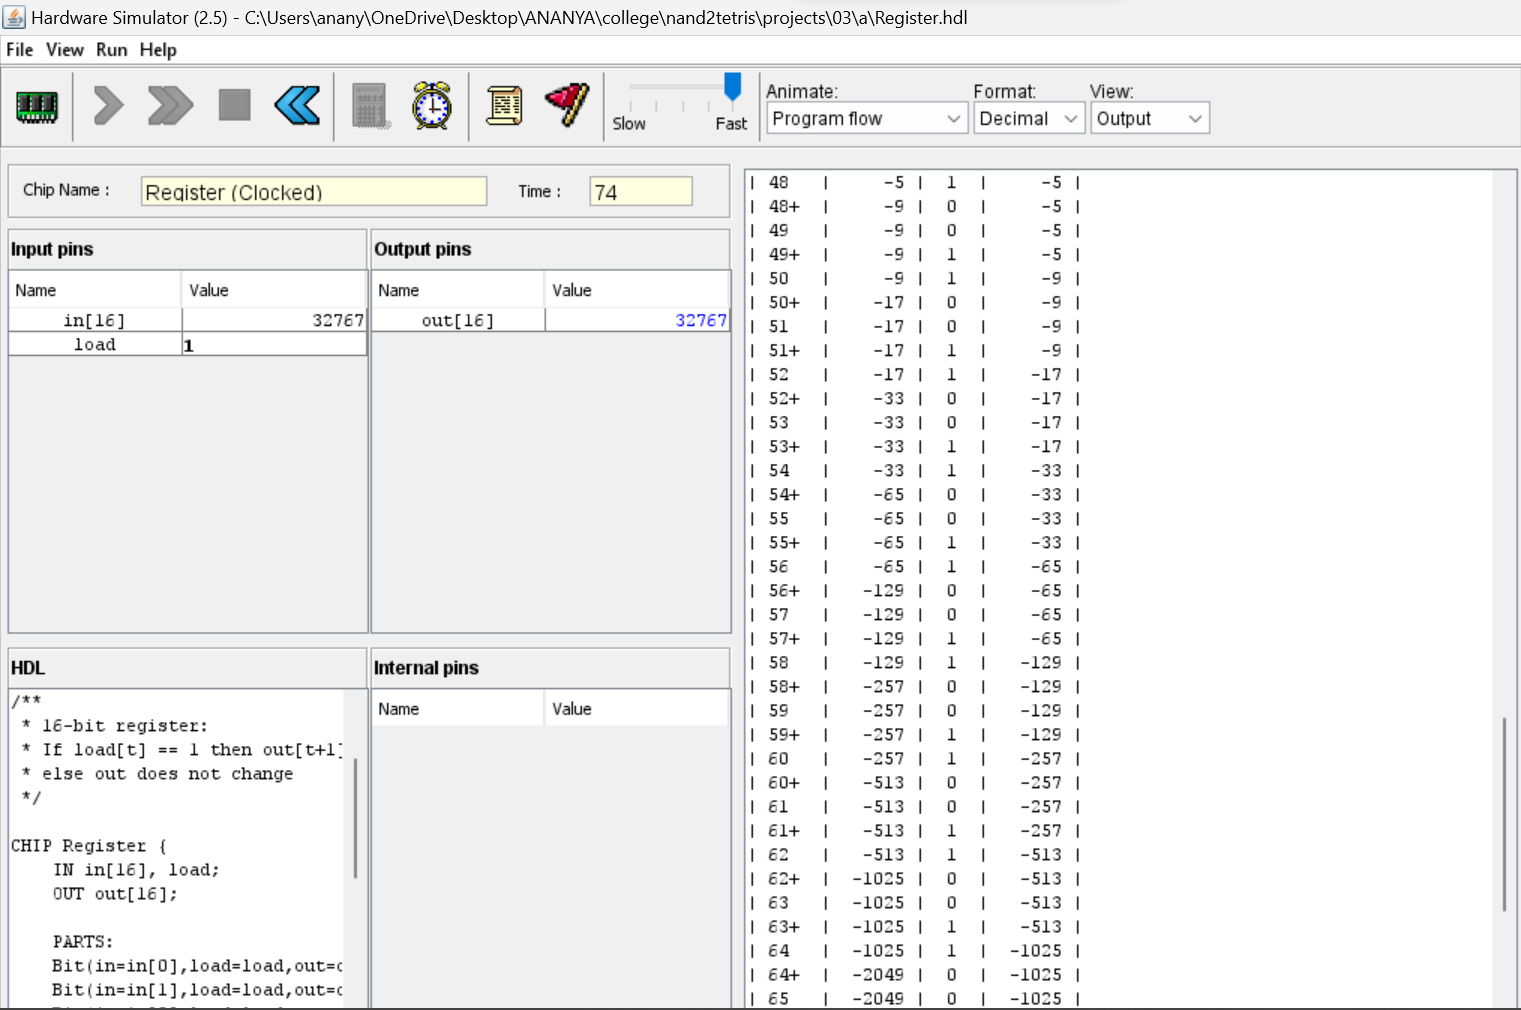 Hardware Simulator (2.5) - C:\Users\anany\OneDrive\Desktop\ANANYA\college\nand2tetris\projects\03\a\Register.hdl
File View Run Help
Slow Fast
Animate: Format: View:
Program flow Decimal Output
Chip Name : Register (Clocked) Time : 74
Input pins
Name Value
in[16] 32767
load 1
Output pins
Name Value
out[16] 32767
HDL
/**
* 16-bit register:
* If load[t] == 1 then out[t+1]
* else out does not change
*/
CHIP Register {
IN in[16], load;
OUT out[16];
PARTS:
Bit(in=in[0],load=load,out=
Bit(in=in[1],load=load,out=
Internal pins
Name Value
| 48 | -5 | 1 | -5 |
| 48+ | -9 | 0 | -5 |
| 49 | -9 | 0 | -5 |
| 49+ | -9 | 1 | -5 |
| 50 | -9 | 1 | -9 |
| 50+ | -17 | 0 | -9 |
| 51 | -17 | 0 | -9 |
| 51+ | -17 | 1 | -9 |
| 52 | -17 | 1 | -17 |
| 52+ | -33 | 0 | -17 |
| 53 | -33 | 0 | -17 |
| 53+ | -33 | 1 | -17 |
| 54 | -33 | 1 | -33 |
| 54+ | -65 | 0 | -33 |
| 55 | -65 | 0 | -33 |
| 55+ | -65 | 1 | -33 |
| 56 | -65 | 1 | -65 |
| 56+ | -129 | 0 | -65 |
| 57 | -129 | 0 | -65 |
| 57+ | -129 | 1 | -65 |
| 58 | -129 | 1 | -129 |
| 58+ | -257 | 0 | -129 |
| 59 | -257 | 0 | -129 |
| 59+ | -257 | 1 | -129 |
| 60 | -257 | 1 | -257 |
| 60+ | -513 | 0 | -257 |
| 61 | -513 | 0 | -257 |
| 61+ | -513 | 1 | -257 |
| 62 | -513 | 1 | -513 |
| 62+ | -1025 | 0 | -513 |
| 63 | -1025 | 0 | -513 |
| 63+ | -1025 | 1 | -513 |
| 64 | -1025 | 1 | -1025 |
| 64+ | -2049 | 0 | -1025 |
| 65 | -2049 | 0 | -1025 |